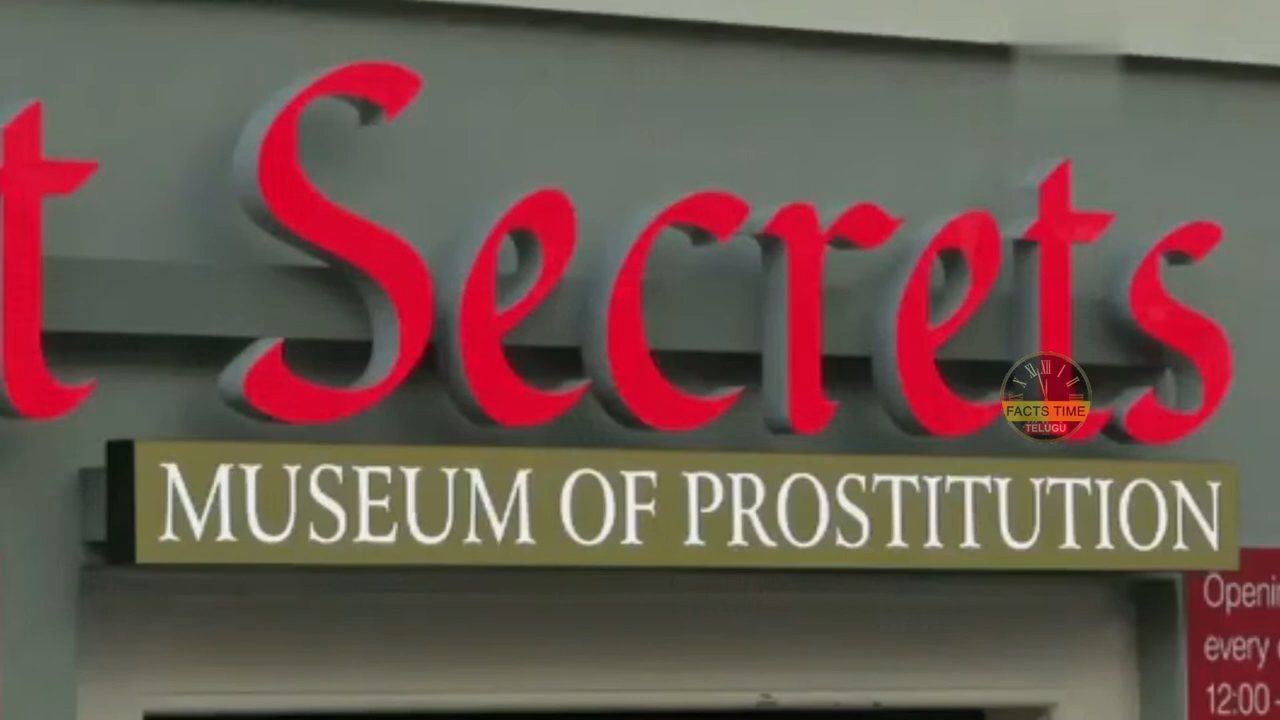 t Secrets
MUSEUM OF PROSTITUTION
FACTS TIME
TELUGU
Openi
every
12:00